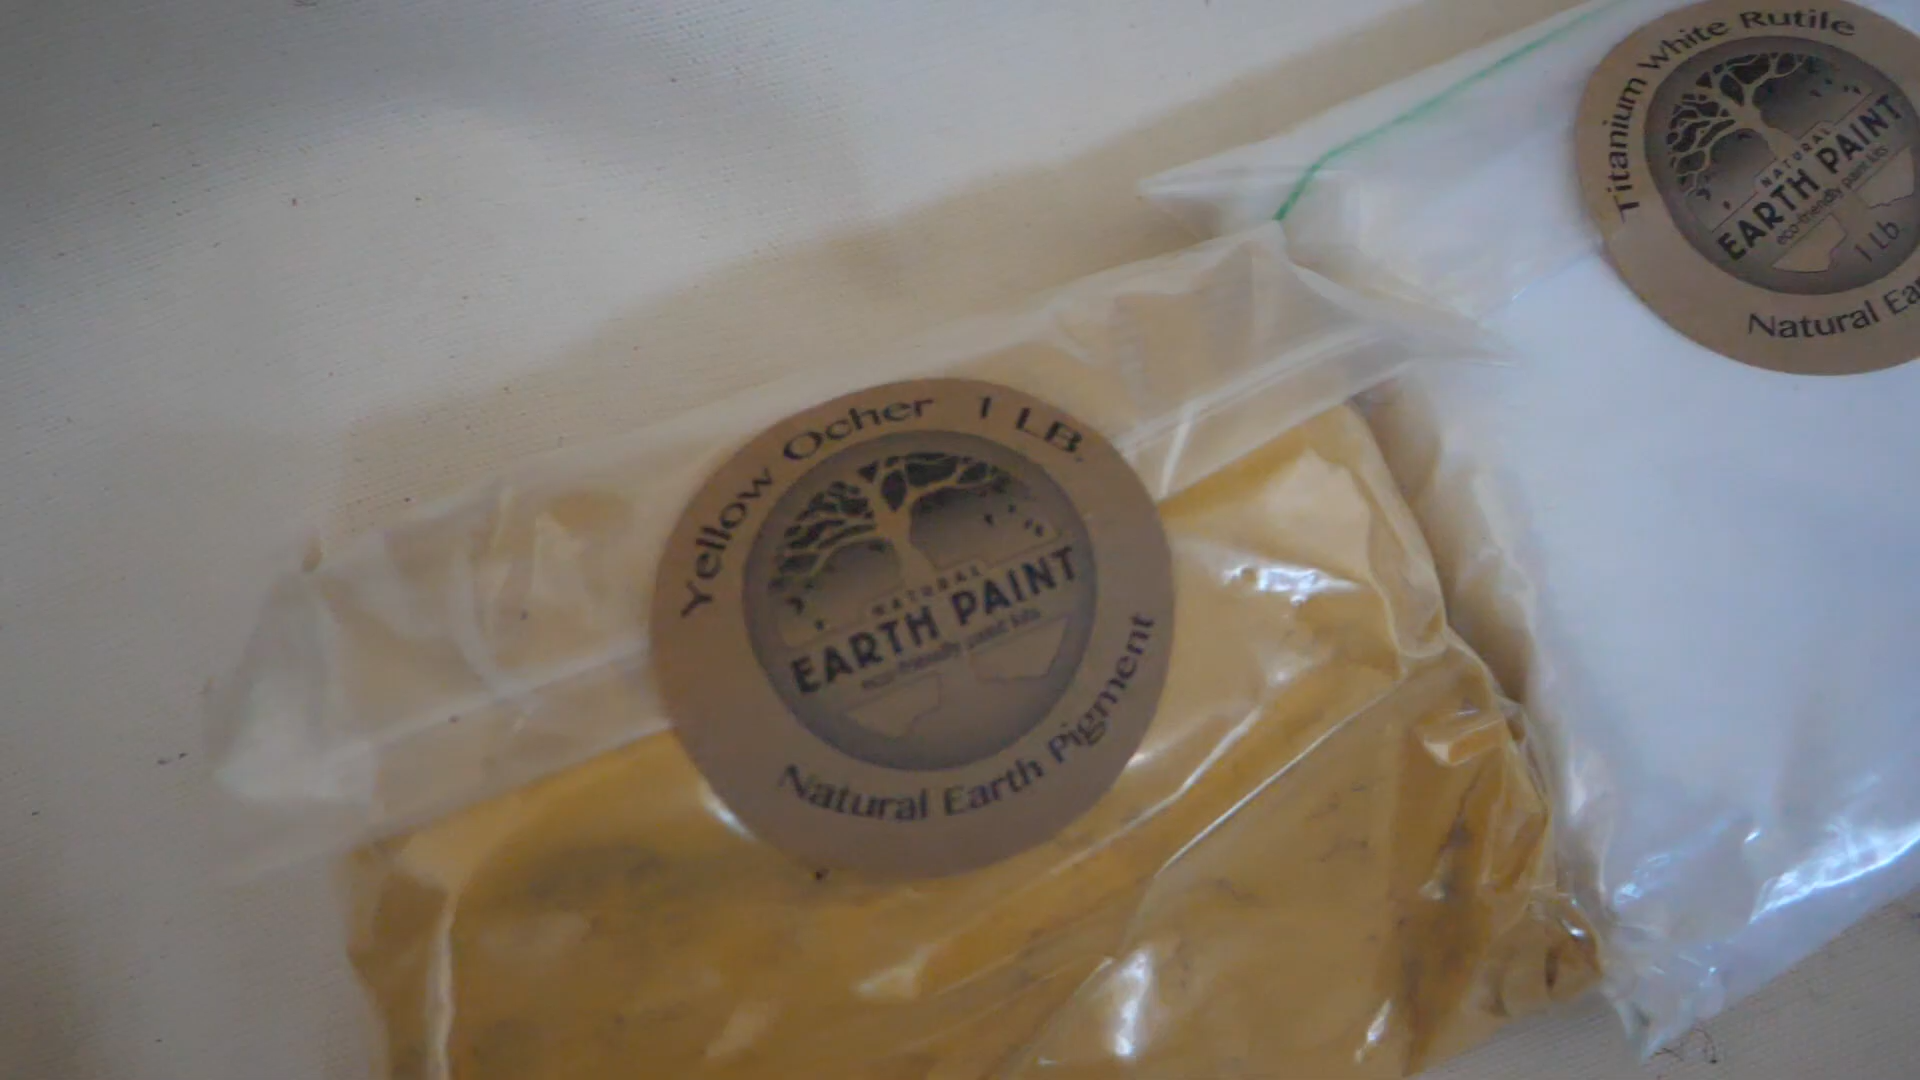 Yellow Ocher 1 LB.
NATURAL
EARTH PAINT
eco-friendly paint kits
Natural Earth Pigment
Titanium White Rutile
NATURAL
EARTH PAINT
eco-friendly paint kits
1 Lb
Natural